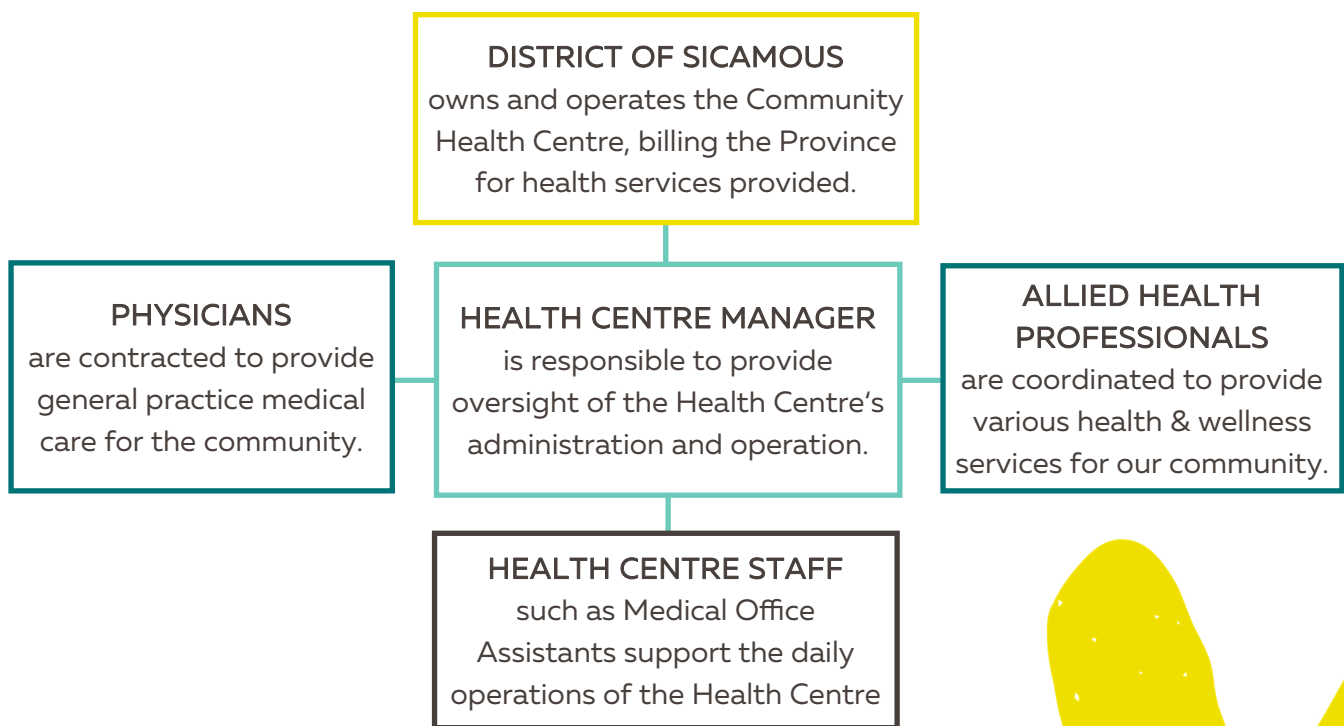 DISTRICT OF SICAMOUS
owns and operates the Community
Health Centre, billing the Province
for health services provided.
PHYSICIANS
are contracted to provide
general practice medical
care for the community.
HEALTH CENTRE MANAGER
is responsible to provide
oversight of the Health Centre‘s
administration and operation.
ALLIED HEALTH
PROFESSIONALS
are coordinated to provide
various health & wellness
services for our community.
HEALTH CENTRE STAFF
such as Medical Office
Assistants support the daily
operations of the Health Centre